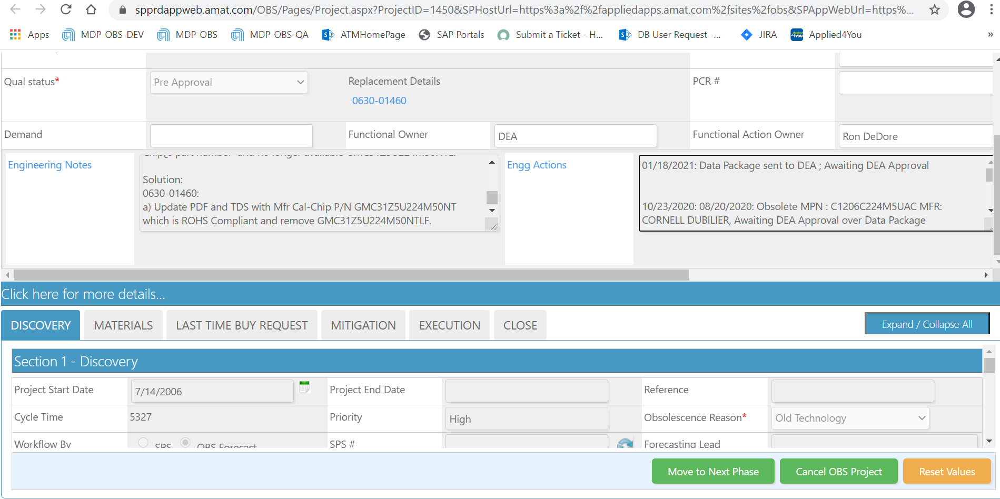 spprdappweb.amat.com/OBS/Pages/Project.aspx?ProjectID=1450&SPHostUrl=https%3a%2f%2fappliedapps.amat.com%2fsites%2fobs&SPAppWebUrl=https%...
Apps MDP-OBS-DEV MDP-OBS MDP-OBS-QA ATMHomePage SAP Portals Submit a Ticket - H... DB User Request -... JIRA Applied4You »
Qual status* Pre Approval Replacement Details PCR #
0630-01460
Demand Functional Owner DEA Functional Action Owner Ron DeDore
Engineering Notes
Solution:
0630-01460:
a) Update PDF and TDS with Mfr Cal-Chip P/N GMC31Z5U224M50NT
which is ROHS Compliant and remove GMC31Z5U224M50NTLF.
Engg Actions
01/18/2021: Data Package sent to DEA ; Awaiting DEA Approval
10/23/2020: 08/20/2020: Obsolete MPN : C1206C224M5UAC MFR:
CORNELL DUBILIER, Awaiting DEA Approval over Data Package
Click here for more details...
DISCOVERY MATERIALS LAST TIME BUY REQUEST MITIGATION EXECUTION CLOSE Expand / Collapse All
Section 1 - Discovery
Project Start Date 7/14/2006 Project End Date Reference
Cycle Time 5327 Priority High Obsolescence Reason* Old Technology
Workflow By SPS OBS Forecast SPS # Forecasting Lead
Move to Next Phase Cancel OBS Project Reset Values